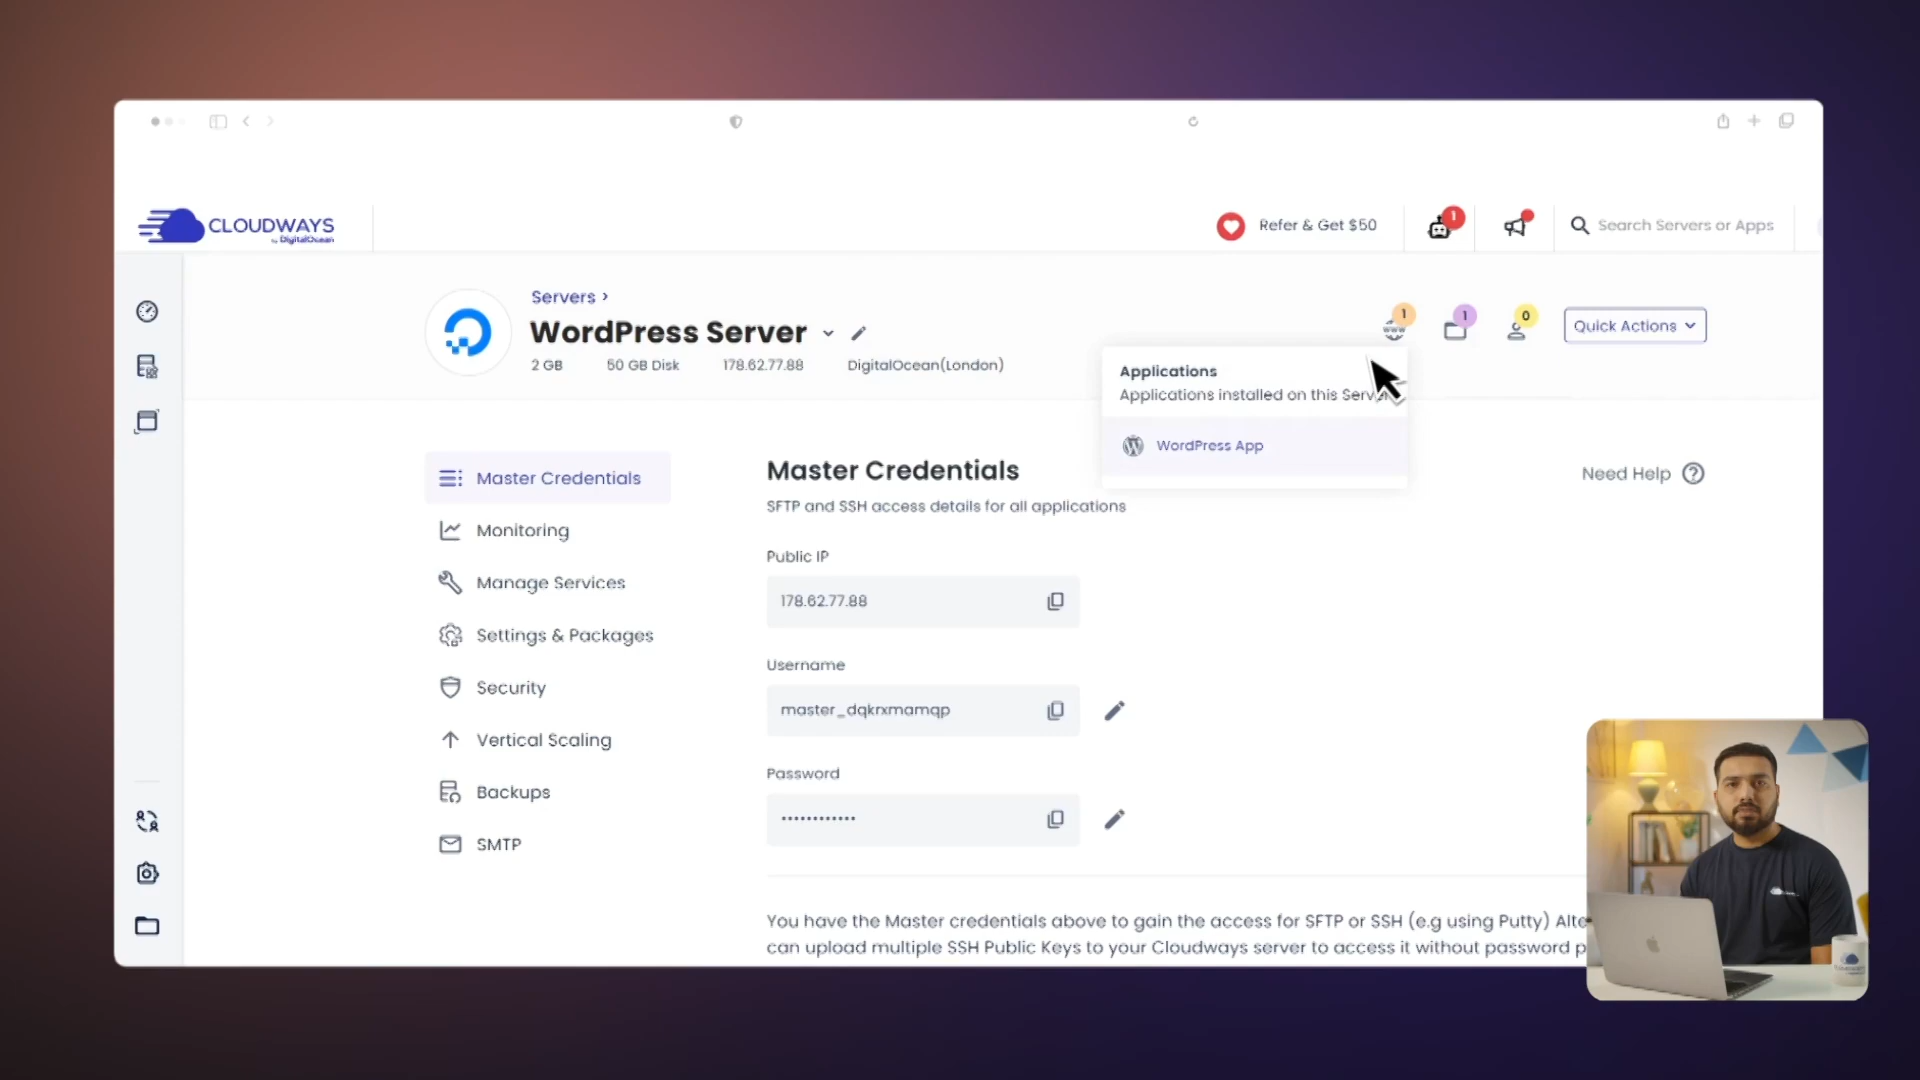 CLOUDWAYS
by DigitalOcean
Refer & Get $50
1
Search Servers or Apps
Servers ›
WordPress Server
2 GB 50 GB Disk 178.62.77.88 DigitalOcean(London)
1 1 0
Quick Actions
Applications
Applications installed on this Server
WordPress App
Master Credentials
Monitoring
Manage Services
Settings & Packages
Security
Vertical Scaling
Backups
SMTP
Master Credentials
Need Help
SFTP and SSH access details for all applications
Public IP
178.62.77.88
Username
master_dqkrxmamqp
Password
••••••••••••
You have the Master credentials above to gain the access for SFTP or SSH (e.g using Putty) Alte
can upload multiple SSH Public Keys to your Cloudways server to access it without password p